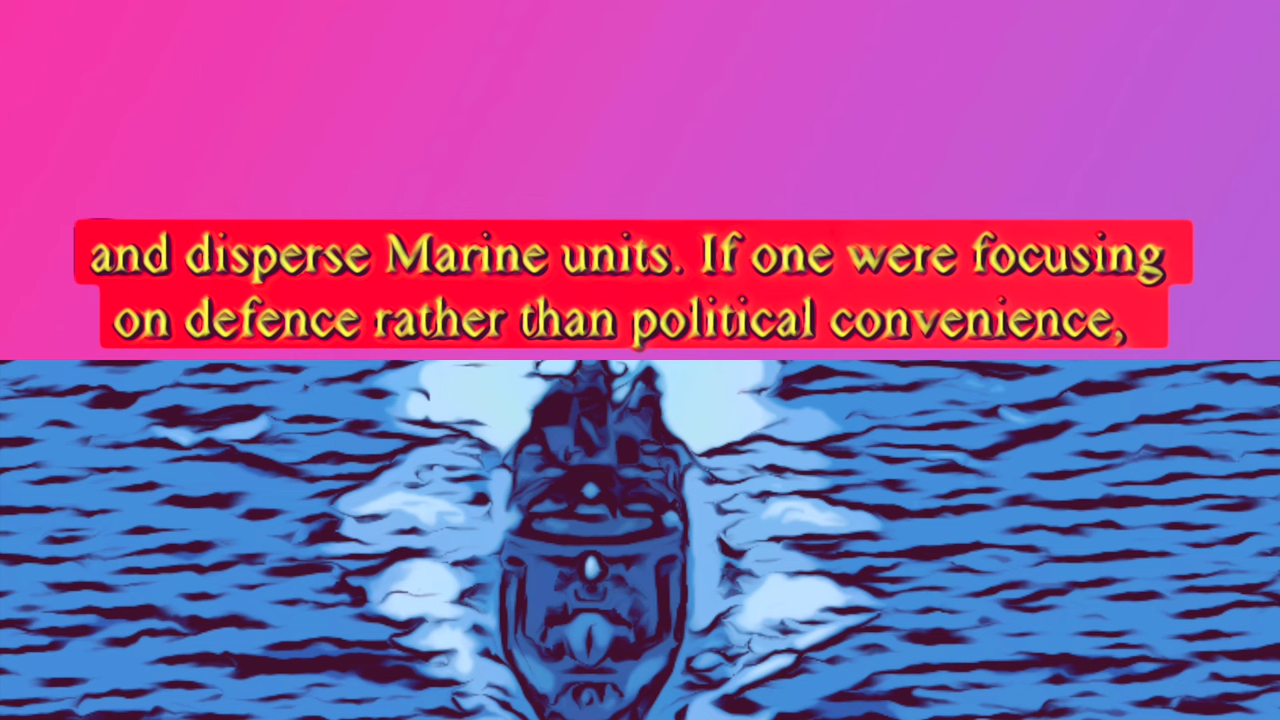 and disperse Marine units. If one were focusing
on defence rather than political convenience,